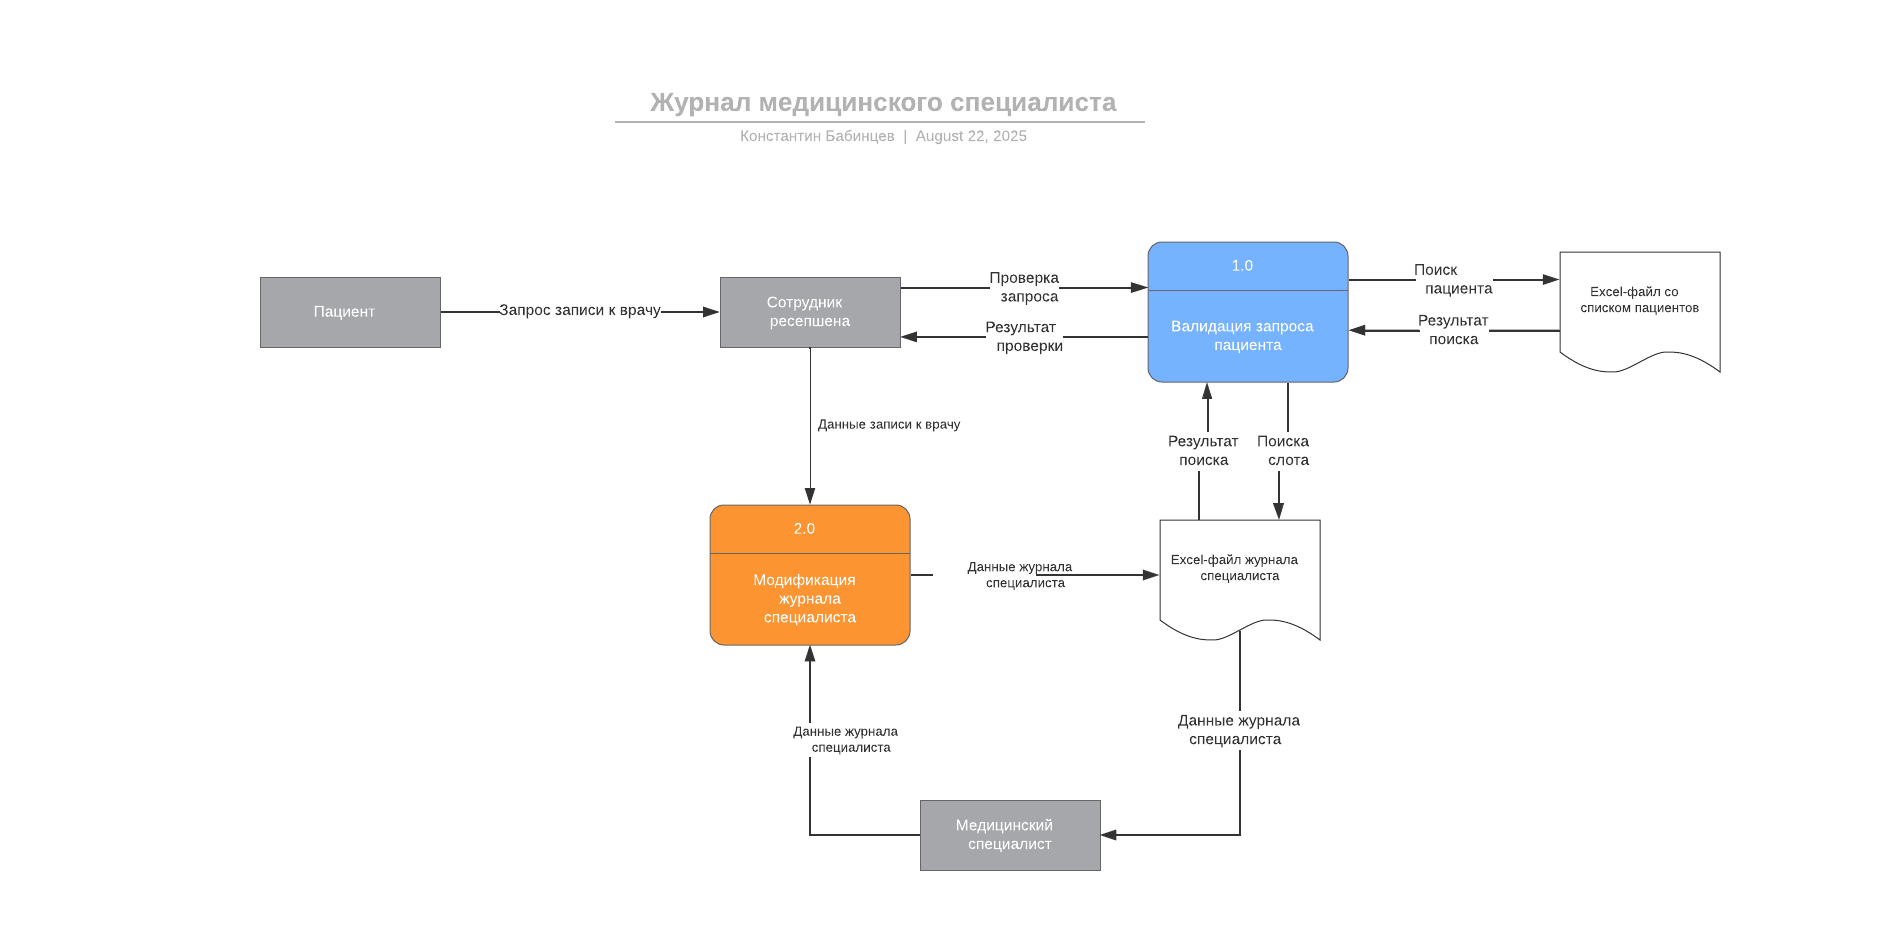 Журнал медицинского специалиста
Константин Бабинцев | August 22, 2025
Пациент
Запрос записи к врачу
Сотрудник
ресепшена
Проверка
запроса
Результат
проверки
1.0
Валидация запроса
пациента
Поиск
пациента
Результат
поиска
Excel-файл со
списком пациентов
Данные записи к врачу
Результат
поиска
Поиска
слота
2.0
Модификация
журнала
специалиста
Данные журнала
специалиста
Excel-файл журнала
специалиста
Данные журнала
специалиста
Данные журнала
специалиста
Медицинский
специалист